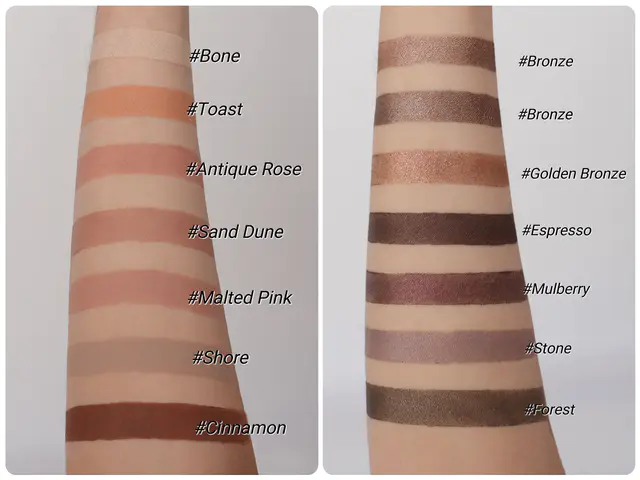 #Bone
#Toast
#Antique Rose
#Sand Dune
#Malted Pink
#Shore
#Cinnamon
#Bronze
#Bronze
#Golden Bronze
#Espresso
#Mulberry
#Stone
#Forest